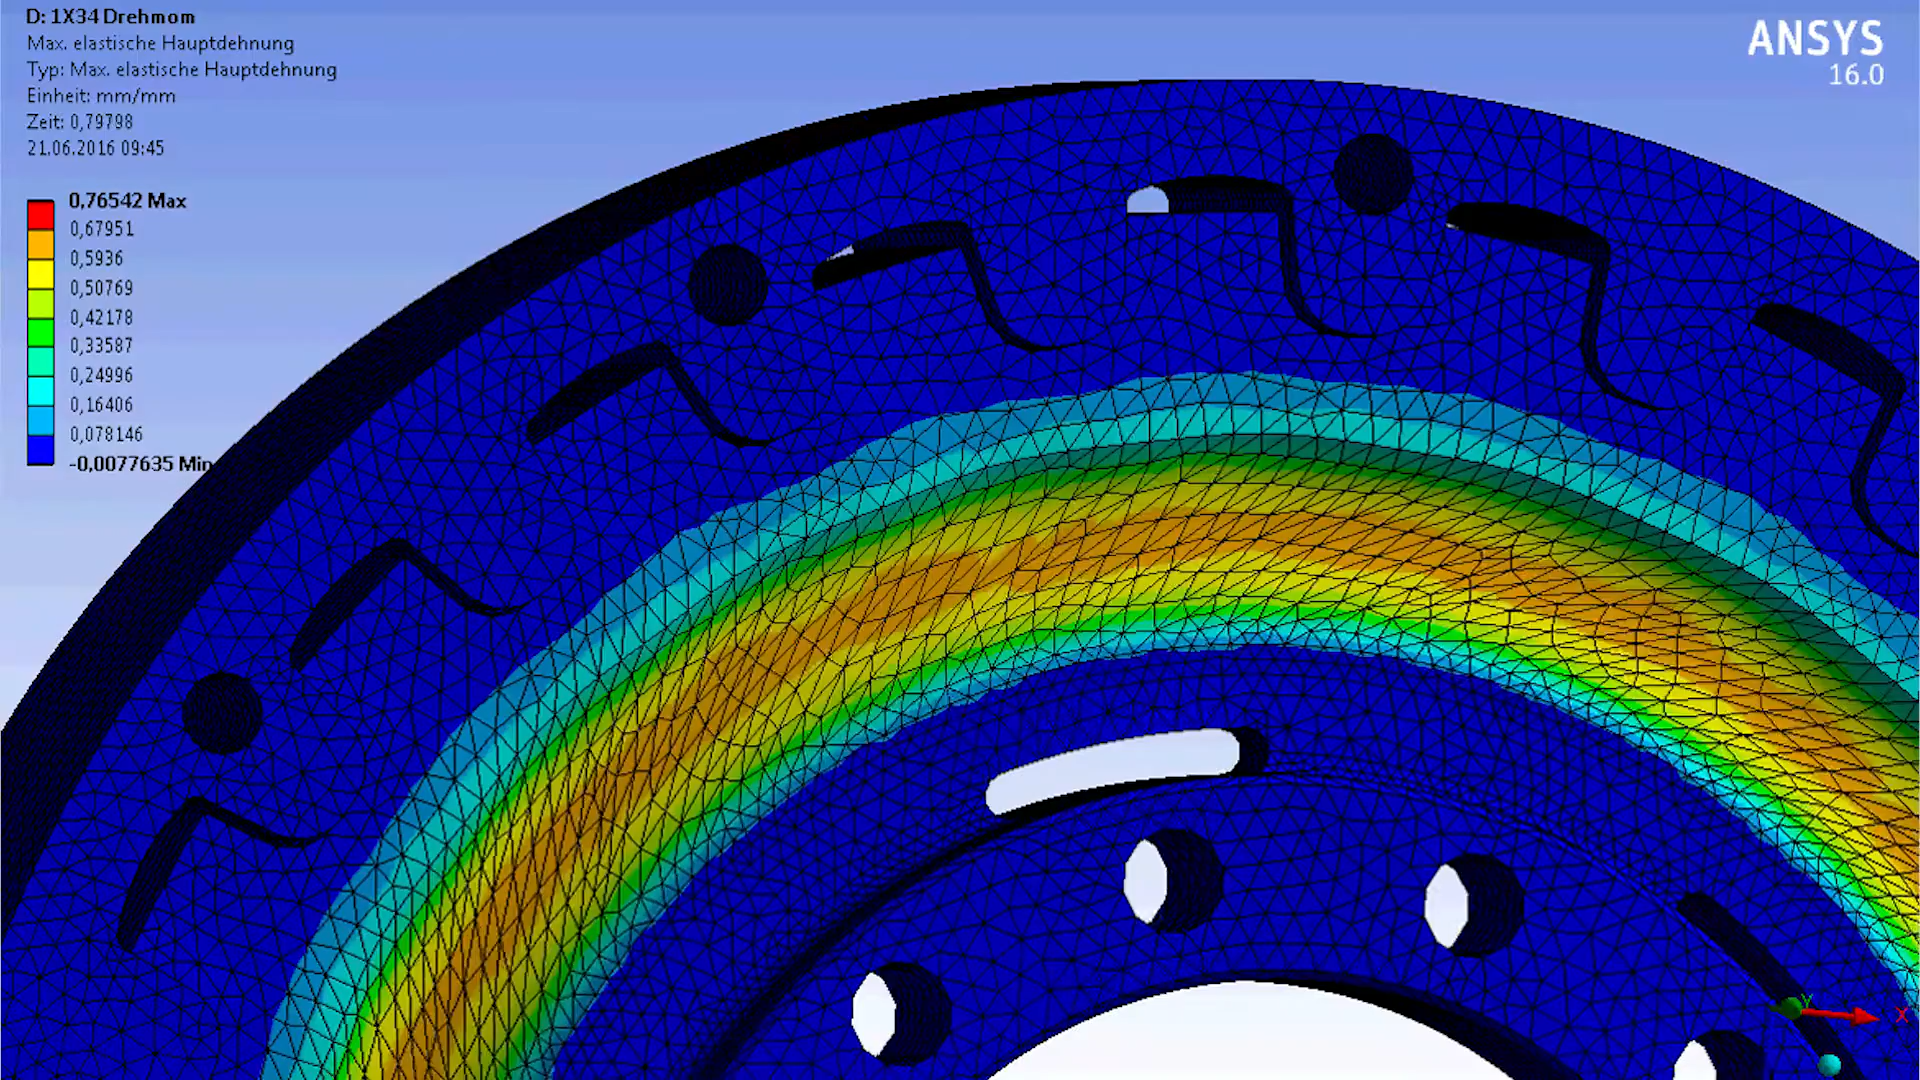 D: 1X34 Drehmom
Max. elastische Hauptdehnung
Typ: Max. elastische Hauptdehnung
Einheit: mm/mm
Zeit: 0,79798
21.06.2016 09:45
0,76542 Max
0,67951
0,5936
0,50769
0,42178
0,33587
0,24996
0,16406
0,078146
-0,0077635 Min
ANSYS
16.0
Y
X